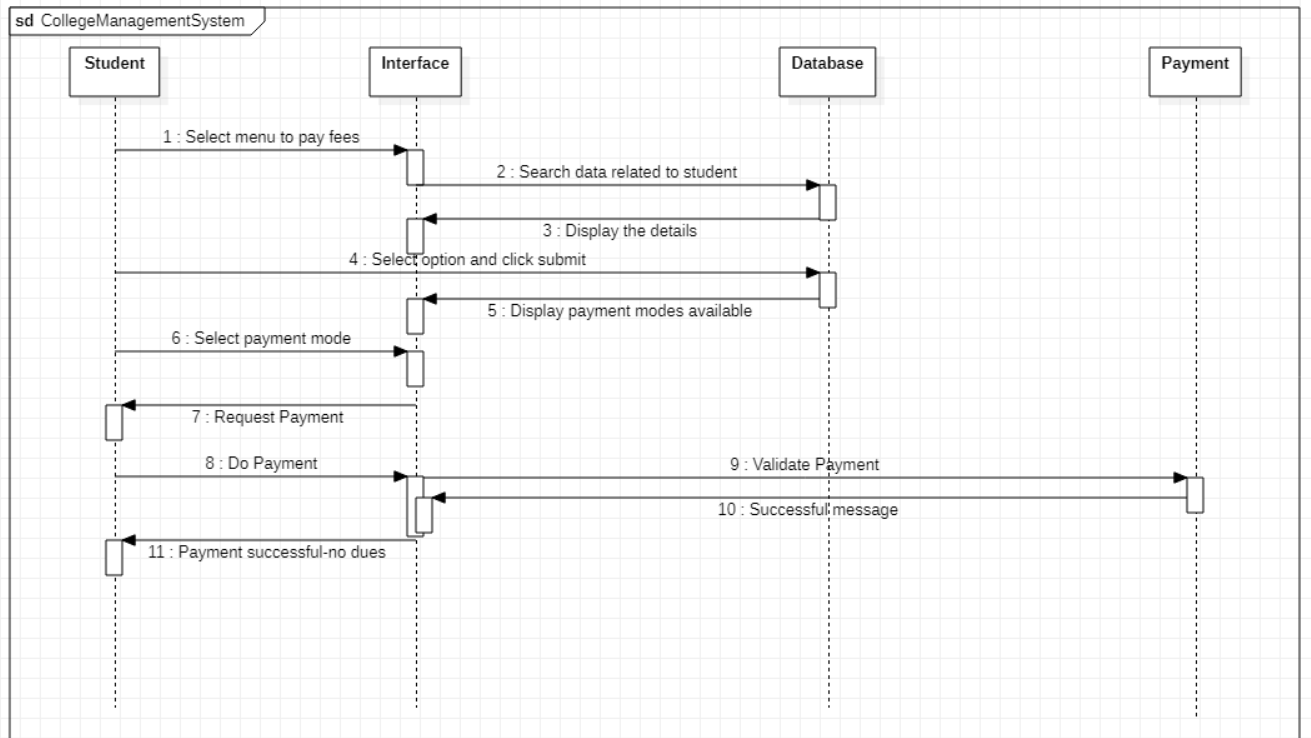 sd CollegeManagementSystem
Student
Interface
Database
Payment
1 : Select menu to pay fees
2 : Search data related to student
3 : Display the details
4 : Select option and click submit
5 : Display payment modes available
6 : Select payment mode
7 : Request Payment
8 : Do Payment
9 : Validate Payment
10 : Successful message
11 : Payment successful-no dues